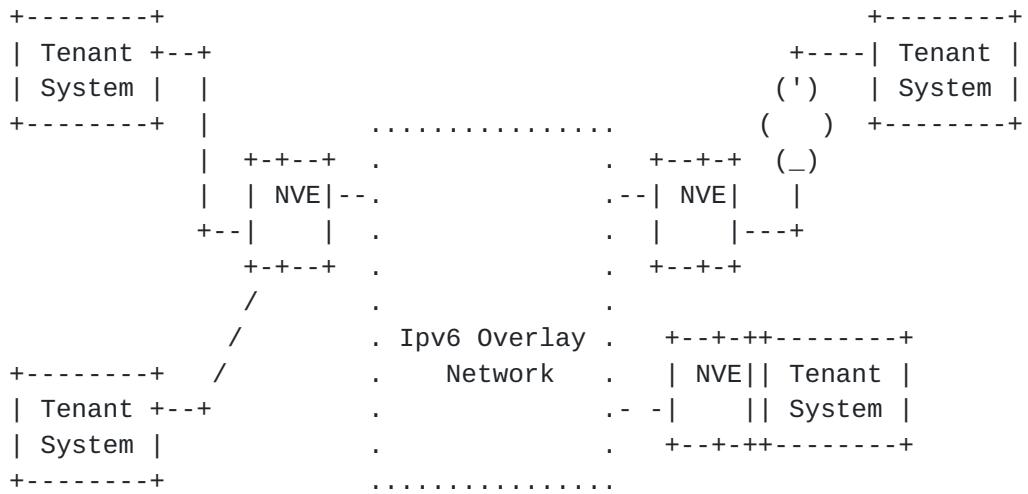 Tenant
System
Tenant
System
NVE
NVE
Ipv6 Overlay
Network
NVE
Tenant
System
Tenant
System